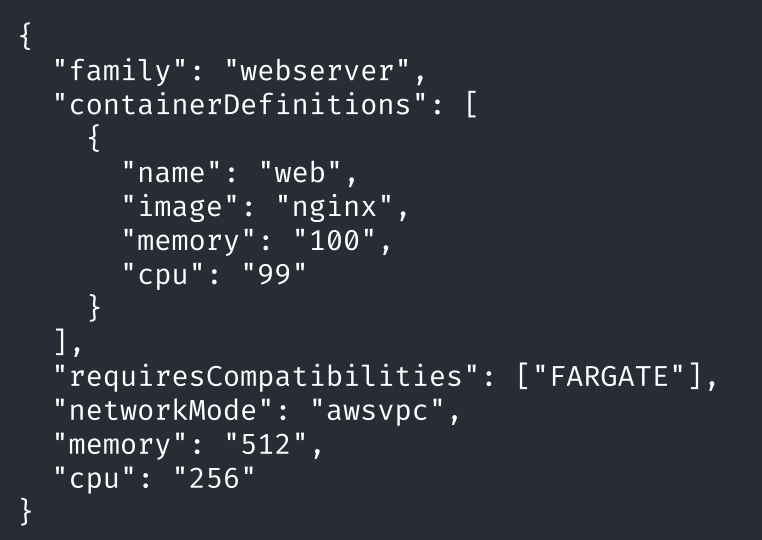 {
  "family": "webserver",
  "containerDefinitions": [
    {
      "name": "web",
      "image": "nginx",
      "memory": "100",
      "cpu": "99"
    }
  ],
  "requiresCompatibilities": ["FARGATE"],
  "networkMode": "awsvpc",
  "memory": "512",
  "cpu": "256"
}